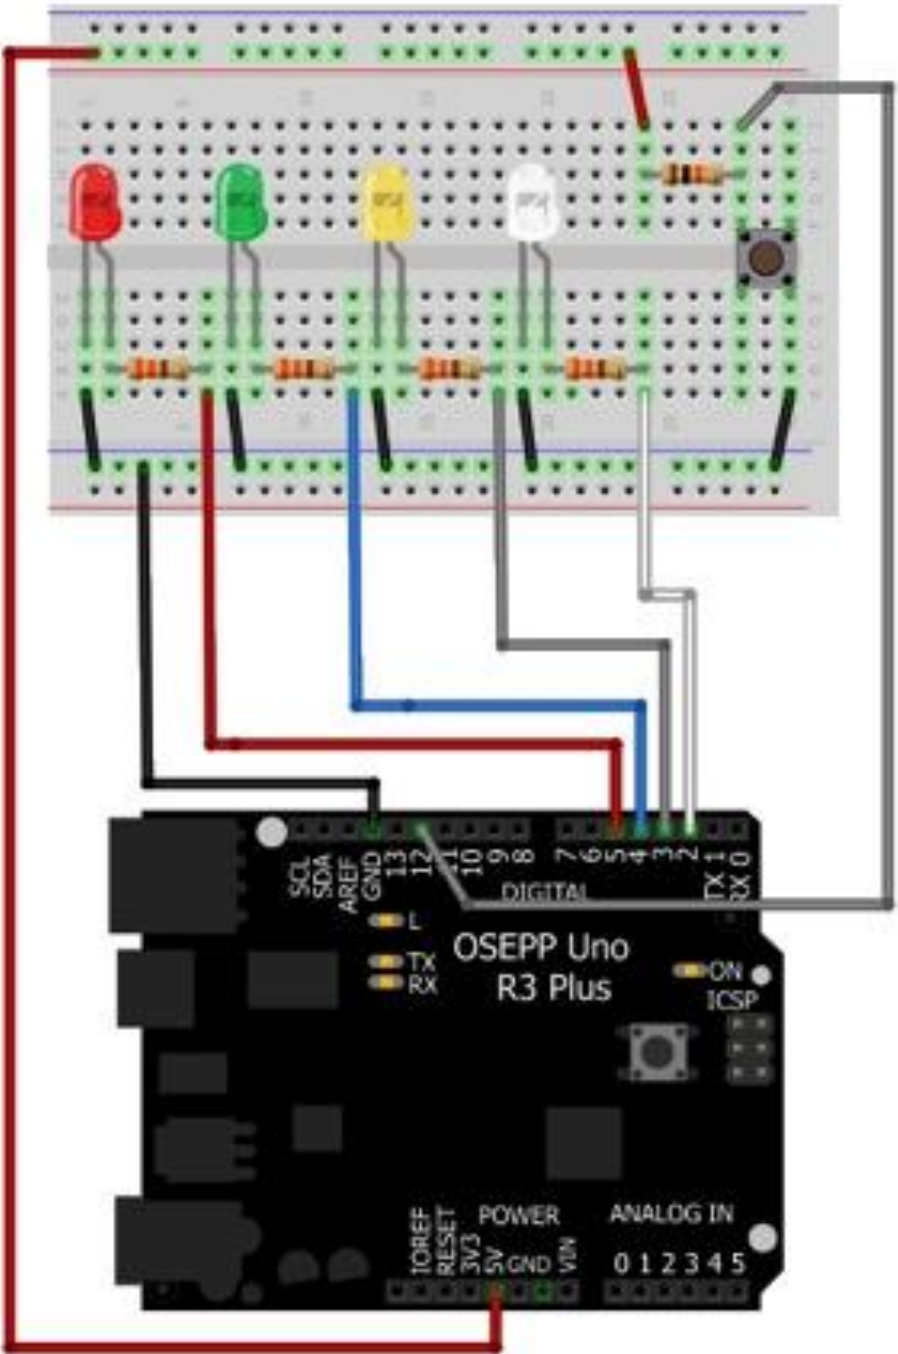 SCL
SDA
AREF
GND
13
12
11
10
9
8
7
6
5
4
3
2
TX 1
RX 0
DIGITAL
L
TX
RX
OSEPP Uno
R3 Plus
ON
ICSP
POWER
ANALOG IN
IOREF
RESET
3V3
5V
GND
VIN
0 1 2 3 4 5